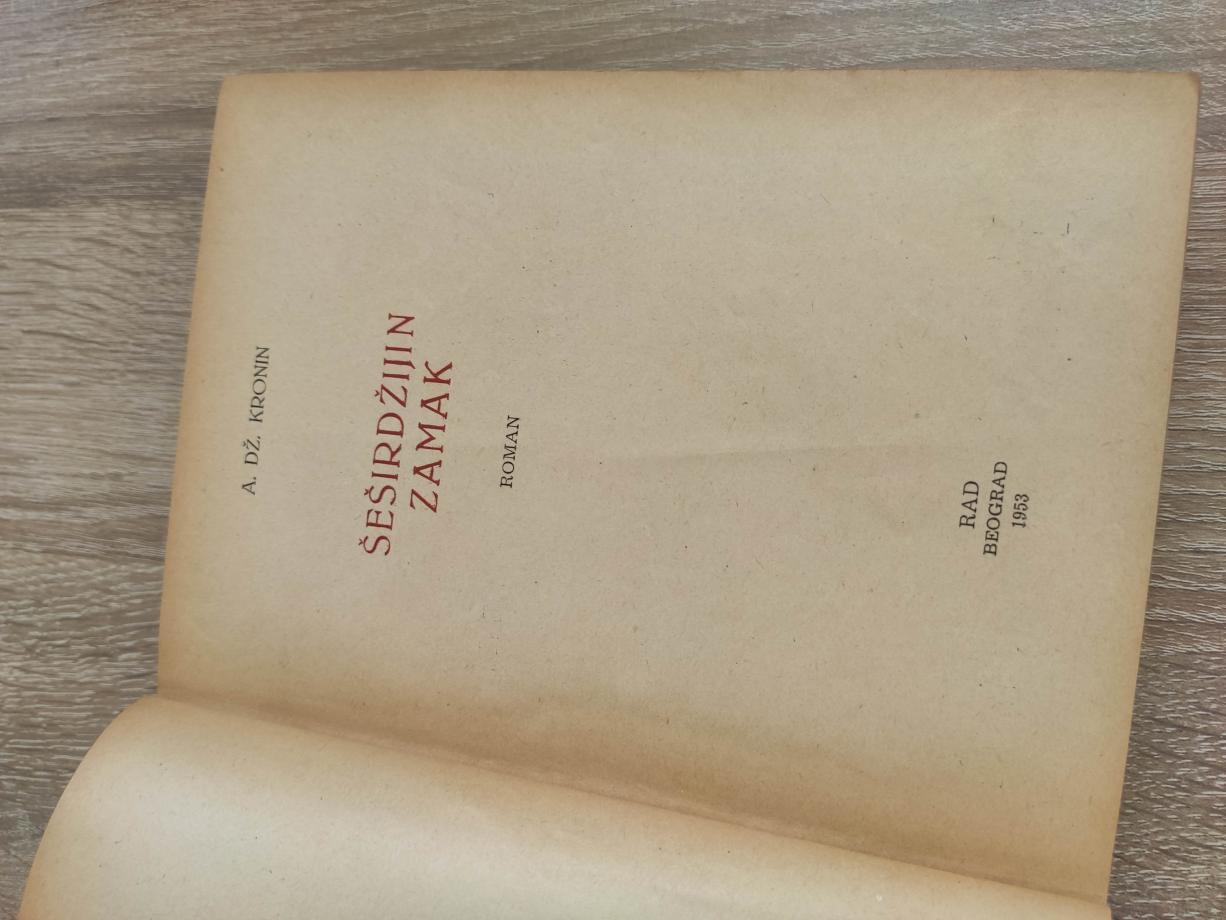 A. DŽ. KRONIN
ŠEŠIRDŽIJIN
ZAMAK
ROMAN
RAD
BEOGRAD
1953